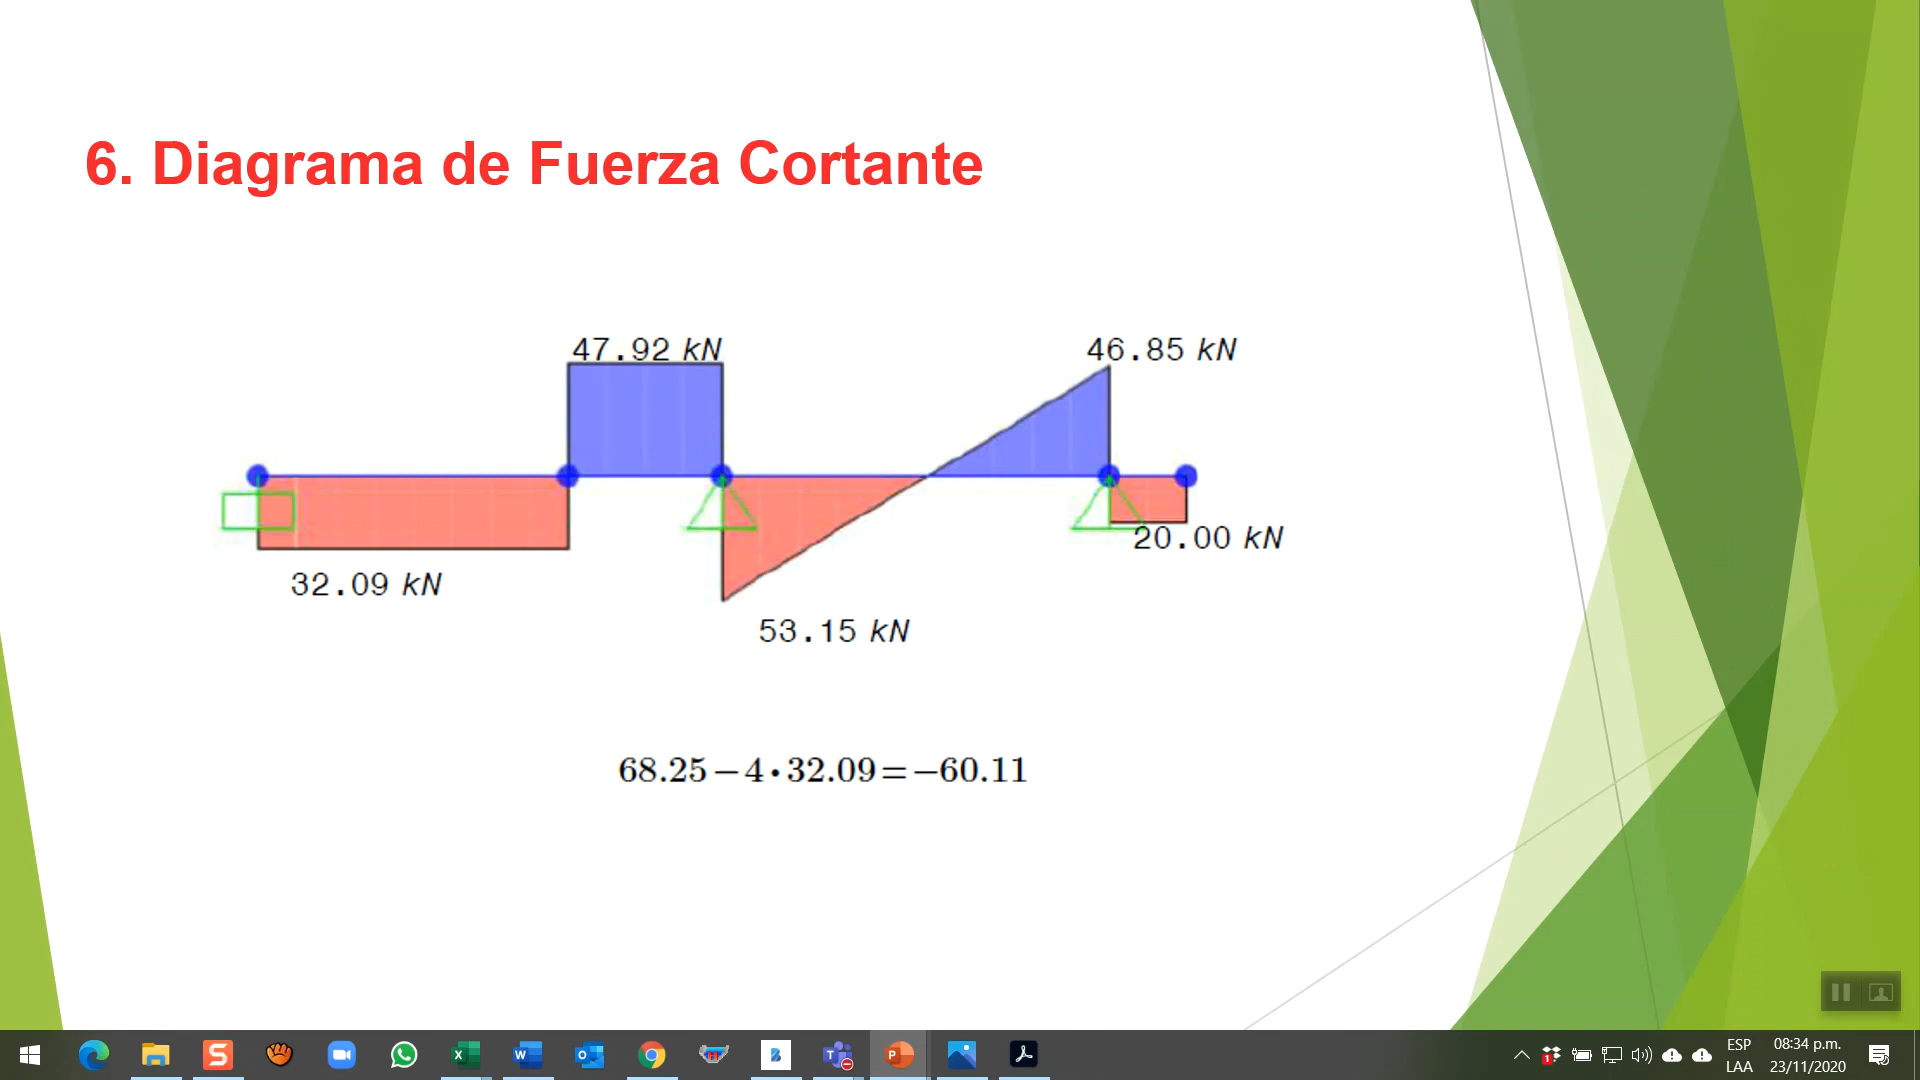 6. Diagrama de Fuerza Cortante
47.92 kN
46.85 kN
20.00 kN
32.09 kN
53.15 kN
68.25−4•32.09=−60.11
ESP
LAA
08:34 p.m.
23/11/2020